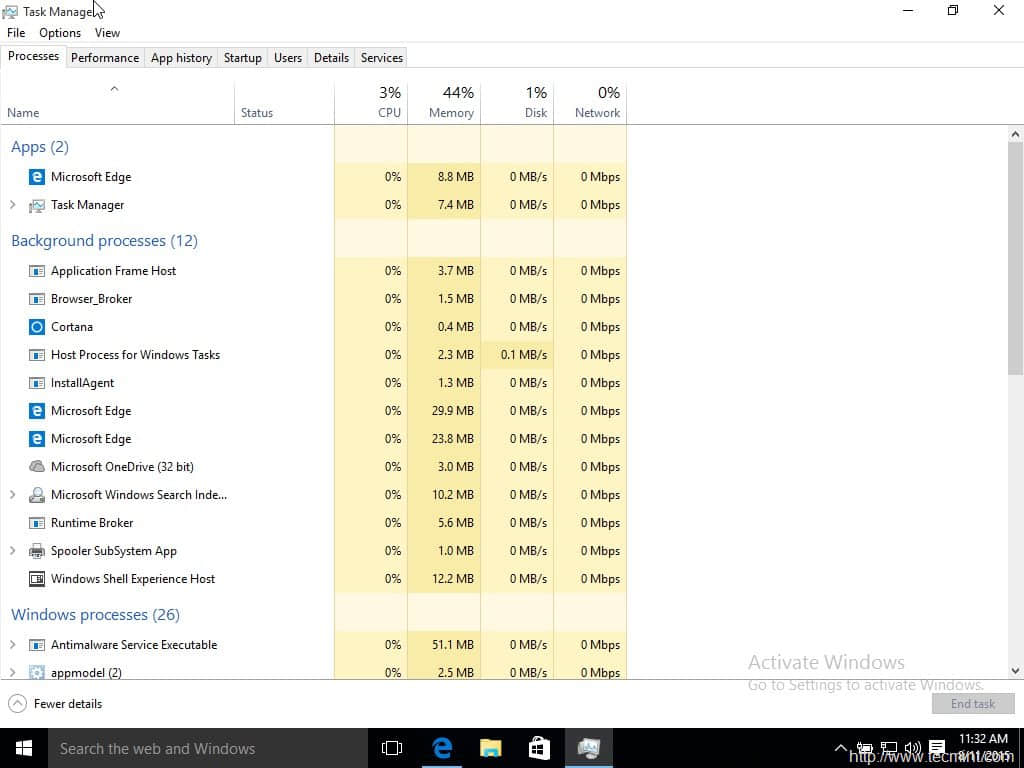 Task Manager
File Options View
Processes Performance App history Startup Users Details Services
3% 44% 1% 0%
Name Status CPU Memory Disk Network
Apps (2)
Microsoft Edge 0% 8.8 MB 0 MB/s 0 Mbps
Task Manager 0% 7.4 MB 0 MB/s 0 Mbps
Background processes (12)
Application Frame Host 0% 3.7 MB 0 MB/s 0 Mbps
Browser_Broker 0% 1.5 MB 0 MB/s 0 Mbps
Cortana 0% 0.4 MB 0 MB/s 0 Mbps
Host Process for Windows Tasks 0% 2.3 MB 0.1 MB/s 0 Mbps
InstallAgent 0% 1.3 MB 0 MB/s 0 Mbps
Microsoft Edge 0% 29.9 MB 0 MB/s 0 Mbps
Microsoft Edge 0% 23.8 MB 0 MB/s 0 Mbps
Microsoft OneDrive (32 bit) 0% 3.0 MB 0 MB/s 0 Mbps
Microsoft Windows Search Inde... 0% 10.2 MB 0 MB/s 0 Mbps
Runtime Broker 0% 5.6 MB 0 MB/s 0 Mbps
Spooler SubSystem App 0% 1.0 MB 0 MB/s 0 Mbps
Windows Shell Experience Host 0% 12.2 MB 0 MB/s 0 Mbps
Windows processes (26)
Antimalware Service Executable 0% 51.1 MB 0 MB/s 0 Mbps
appmodel (2) 0% 2.5 MB 0 MB/s 0 Mbps
Activate Windows
Go to Settings to activate Windows.
Fewer details End task
Search the web and Windows 11:32 AM
8/11/2015
http://www.tecmint.com